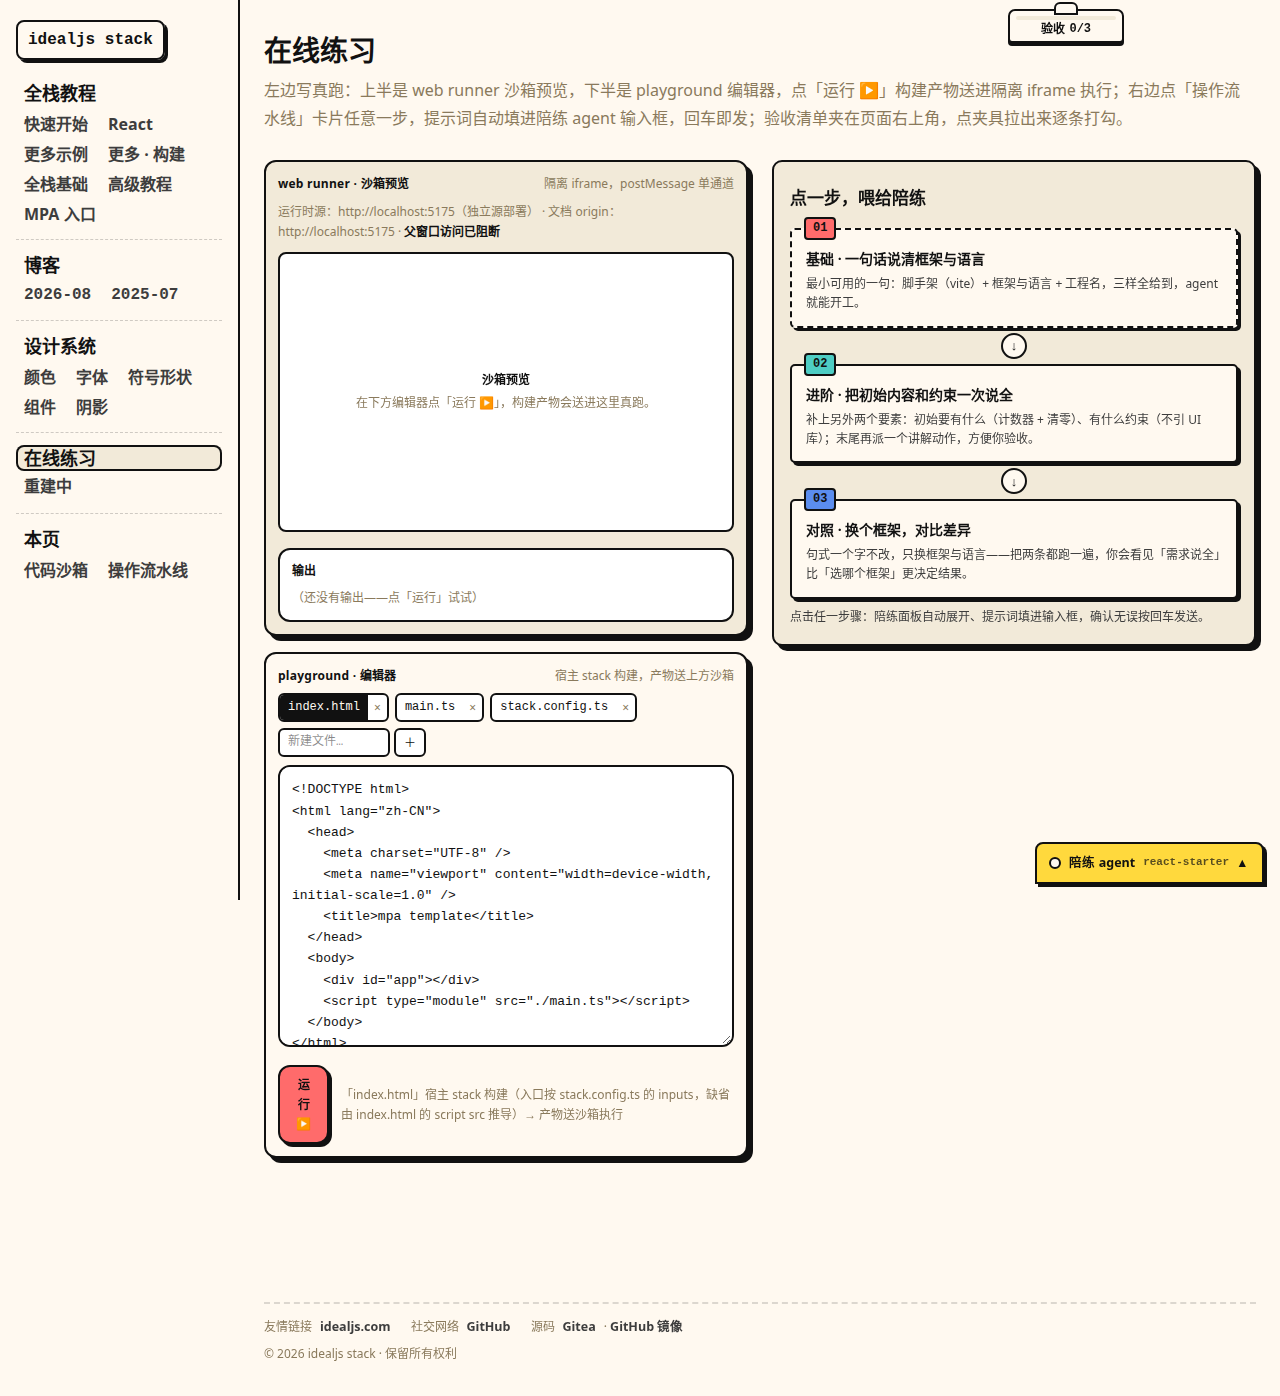 idealjs stack
全栈教程
快速开始 React
更多示例 更多 · 构建
全栈基础 高级教程
MPA 入口
博客
2026-08 2025-07
设计系统
颜色 字体 符号形状
组件 阴影
在线练习
重建中
本页
代码沙箱 操作流水线
验收 0/3
在线练习
左边写真跑：上半是 web runner 沙箱预览，下半是 playground 编辑器，点「运行 ▶️」构建产物送进隔离 iframe 执行；右边点「操作流
水线」卡片任意一步，提示词自动填进陪练 agent 输入框，回车即发；验收清单夹在页面右上角，点夹具拉出来逐条打勾。
web runner · 沙箱预览 隔离 iframe，postMessage 单通道
运行时源：http://localhost:5175（独立源部署） · 文档 origin：
http://localhost:5175 · 父窗口访问已阻断
沙箱预览
在下方编辑器点「运行 ▶️」，构建产物会送进这里真跑。
输出
（还没有输出——点「运行」试试）
playground · 编辑器 宿主 stack 构建，产物送上方沙箱
index.html × main.ts × stack.config.ts ×
新建文件… ＋
<!DOCTYPE html>
<html lang="zh-CN">
  <head>
    <meta charset="UTF-8" />
    <meta name="viewport" content="width=device-width,
initial-scale=1.0" />
    <title>mpa template</title>
  </head>
  <body>
    <div id="app"></div>
    <script type="module" src="./main.ts"></script>
  </body>
</html>
运
行
▶️
「index.html」宿主 stack 构建（入口按 stack.config.ts 的 inputs，缺省
由 index.html 的 script src 推导）→ 产物送沙箱执行
点一步，喂给陪练
01
基础 · 一句话说清框架与语言
最小可用的一句：脚手架（vite）+ 框架与语言 + 工程名，三样全给到，agent
就能开工。
↓
02
进阶 · 把初始内容和约束一次说全
补上另外两个要素：初始要有什么（计数器 + 清零）、有什么约束（不引 UI
库）；末尾再派一个讲解动作，方便你验收。
↓
03
对照 · 换个框架，对比差异
句式一个字不改，只换框架与语言——把两条都跑一遍，你会看见「需求说全」
比「选哪个框架」更决定结果。
点击任一步骤：陪练面板自动展开、提示词填进输入框，确认无误按回车发送。
陪练 agent react-starter ▲
友情链接 idealjs.com 社交网络 GitHub 源码 Gitea · GitHub 镜像
© 2026 idealjs stack · 保留所有权利